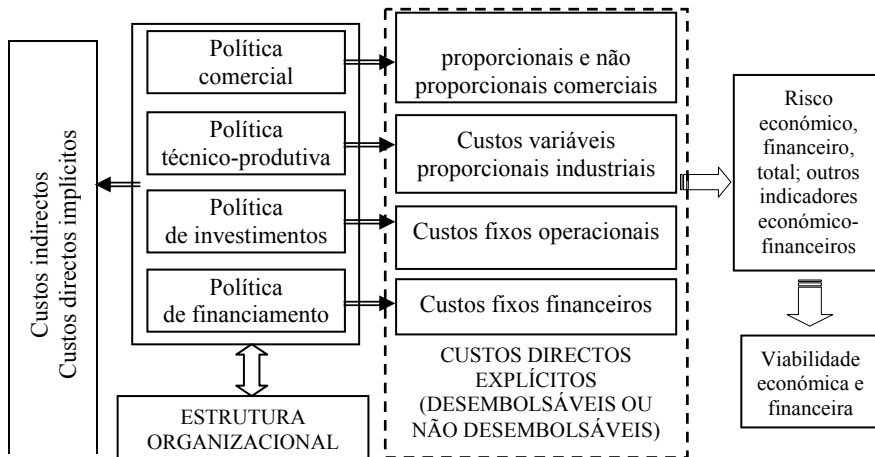 Custos indirectos
Custos directos implícitos
Política
comercial
Política
técnico-produtiva
Política
de investimentos
Política
de financiamento
ESTRUTURA
ORGANIZACIONAL
proporcionais e não
proporcionais comerciais
Custos variáveis
proporcionais industriais
Custos fixos operacionais
Custos fixos financeiros
CUSTOS DIRECTOS
EXPLÍCITOS
(DESEMBOLSÁVEIS OU
NÃO DESEMBOLSÁVEIS)
Risco
económico,
financeiro,
total; outros
indicadores
económico-
financeiros
Viabilidade
económica e
financeira